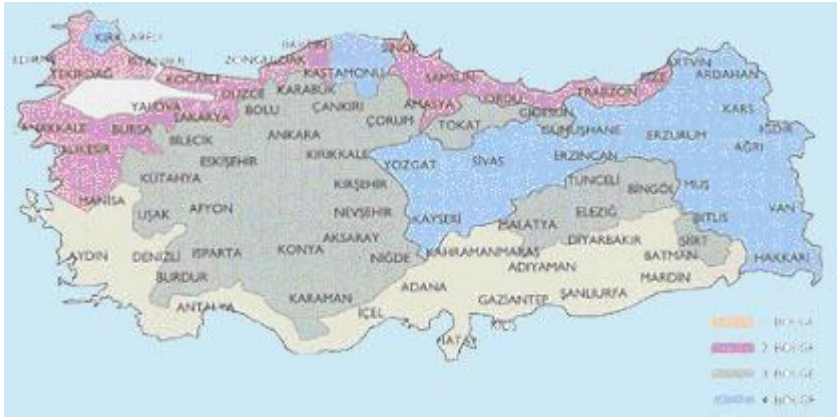 KIRKLARELİ
EDİRNE
TEKİRDAĞ
İSTANBUL
KOCAELİ
ZONGULDAK
BARTIN
KASTAMONU
SİNOP
SAMSUN
ORDU
GİRESUN
TRABZON
RİZE
ARTVİN
ARDAHAN
YALOVA
SAKARYA
DÜZCE
BOLU
KARABÜK
ÇANKIRI
AMASYA
ÇORUM
TOKAT
GÜMÜŞHANE
ERZURUM
KARS
IĞDIR
AĞRI
ÇANAKKALE
BURSA
BALIKESİR
BİLECİK
ESKİŞEHİR
ANKARA
KIRIKKALE
YOZGAT
SİVAS
ERZİNCAN
KÜTAHYA
KIRŞEHİR
TUNCELİ
BİNGÖL
MUŞ
MANİSA
UŞAK
AFYON
NEVŞEHİR
KAYSERİ
MALATYA
ELEZIĞ
BİTLİS
VAN
AYDIN
DENİZLİ
ISPARTA
KONYA
AKSARAY
NİĞDE
KAHRAMANMARAŞ
ADIYAMAN
DİYARBAKIR
BATMAN
SİİRT
HAKKARİ
BURDUR
ANTALYA
KARAMAN
İÇEL
ADANA
GAZİANTEP
ŞANLIURFA
MARDİN
KİLİS
HATAY
1. BÖLGE
2. BÖLGE
3. BÖLGE
4. BÖLGE